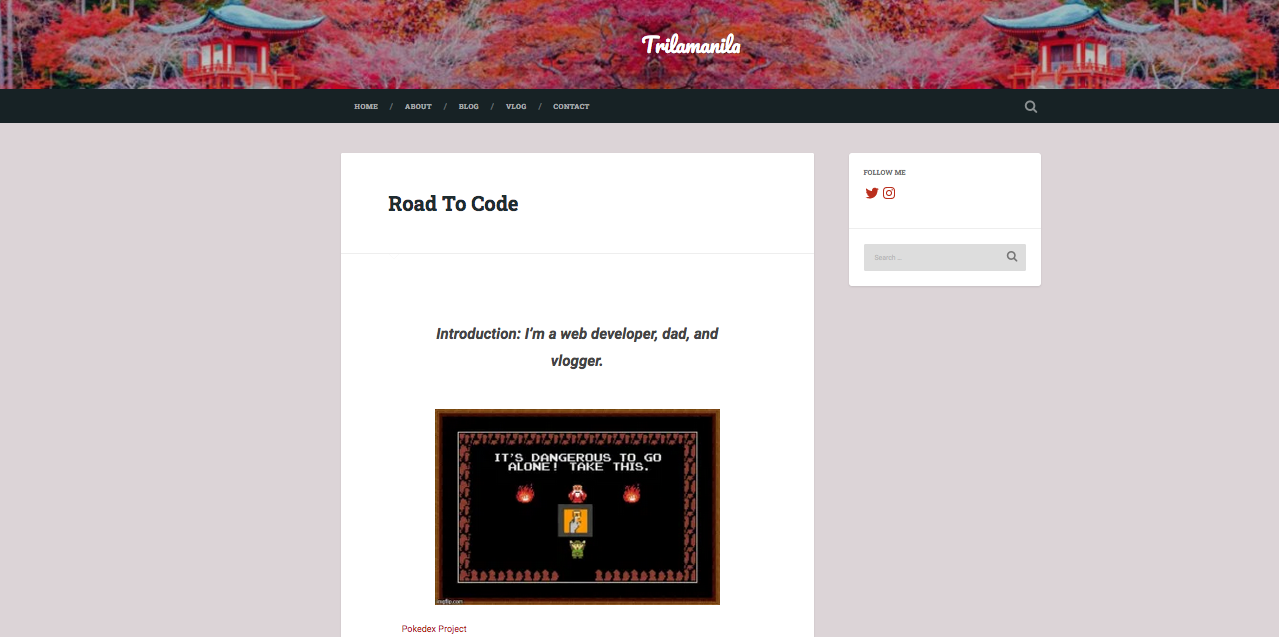 Trilamanila
HOME / ABOUT / BLOG / VLOG / CONTACT
Road To Code
Introduction: I'm a web developer, dad, and
vlogger.
IT'S DANGEROUS TO GO
ALONE! TAKE THIS.
imgflip.com
Pokedex Project
FOLLOW ME
Search …